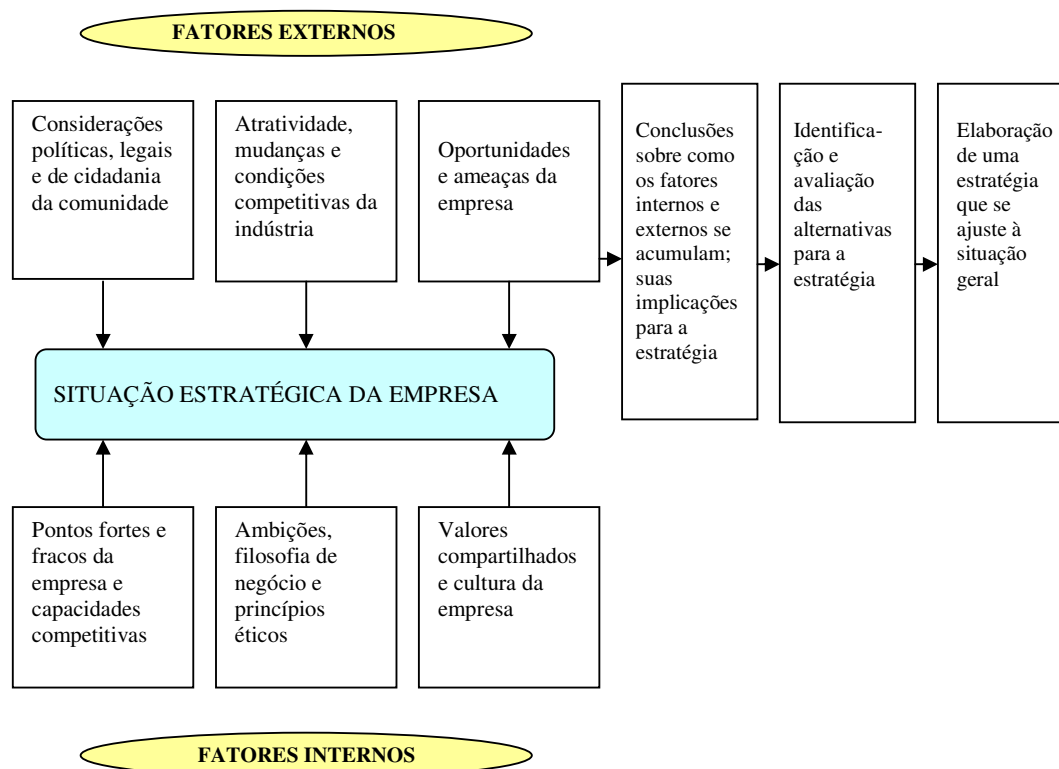 FATORES EXTERNOS
Considerações
políticas, legais
e de cidadania
da comunidade
Atratividade,
mudanças e
condições
competitivas da
indústria
Oportunidades
e ameaças da
empresa
Conclusões
sobre como
os fatores
internos e
externos se
acumulam;
suas
implicações
para a
estratégia
Identifica-
ção e
avaliação
das
alternativas
para a
estratégia
Elaboração
de uma
estratégia
que se
ajuste à
situação
geral
SITUAÇÃO ESTRATÉGICA DA EMPRESA
Pontos fortes e
fracos da
empresa e
capacidades
competitivas
Ambições,
filosofia de
negócio e
princípios
éticos
Valores
compartilhados
e cultura da
empresa
FATORES INTERNOS